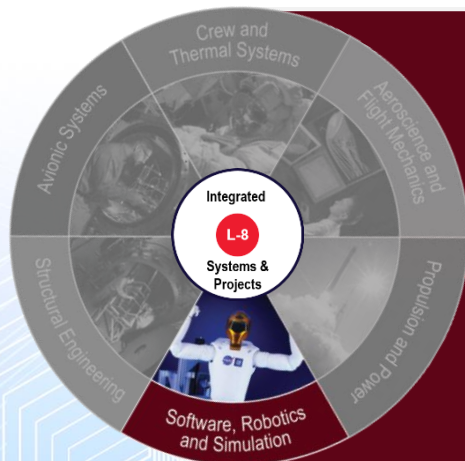 Crew and
Thermal Systems
Avionic Systems
Aeroscience and
Flight Mechanics
Integrated
L-8
Systems &
Projects
Structural Engineering
Propulsion and Power
Software, Robotics
and Simulation